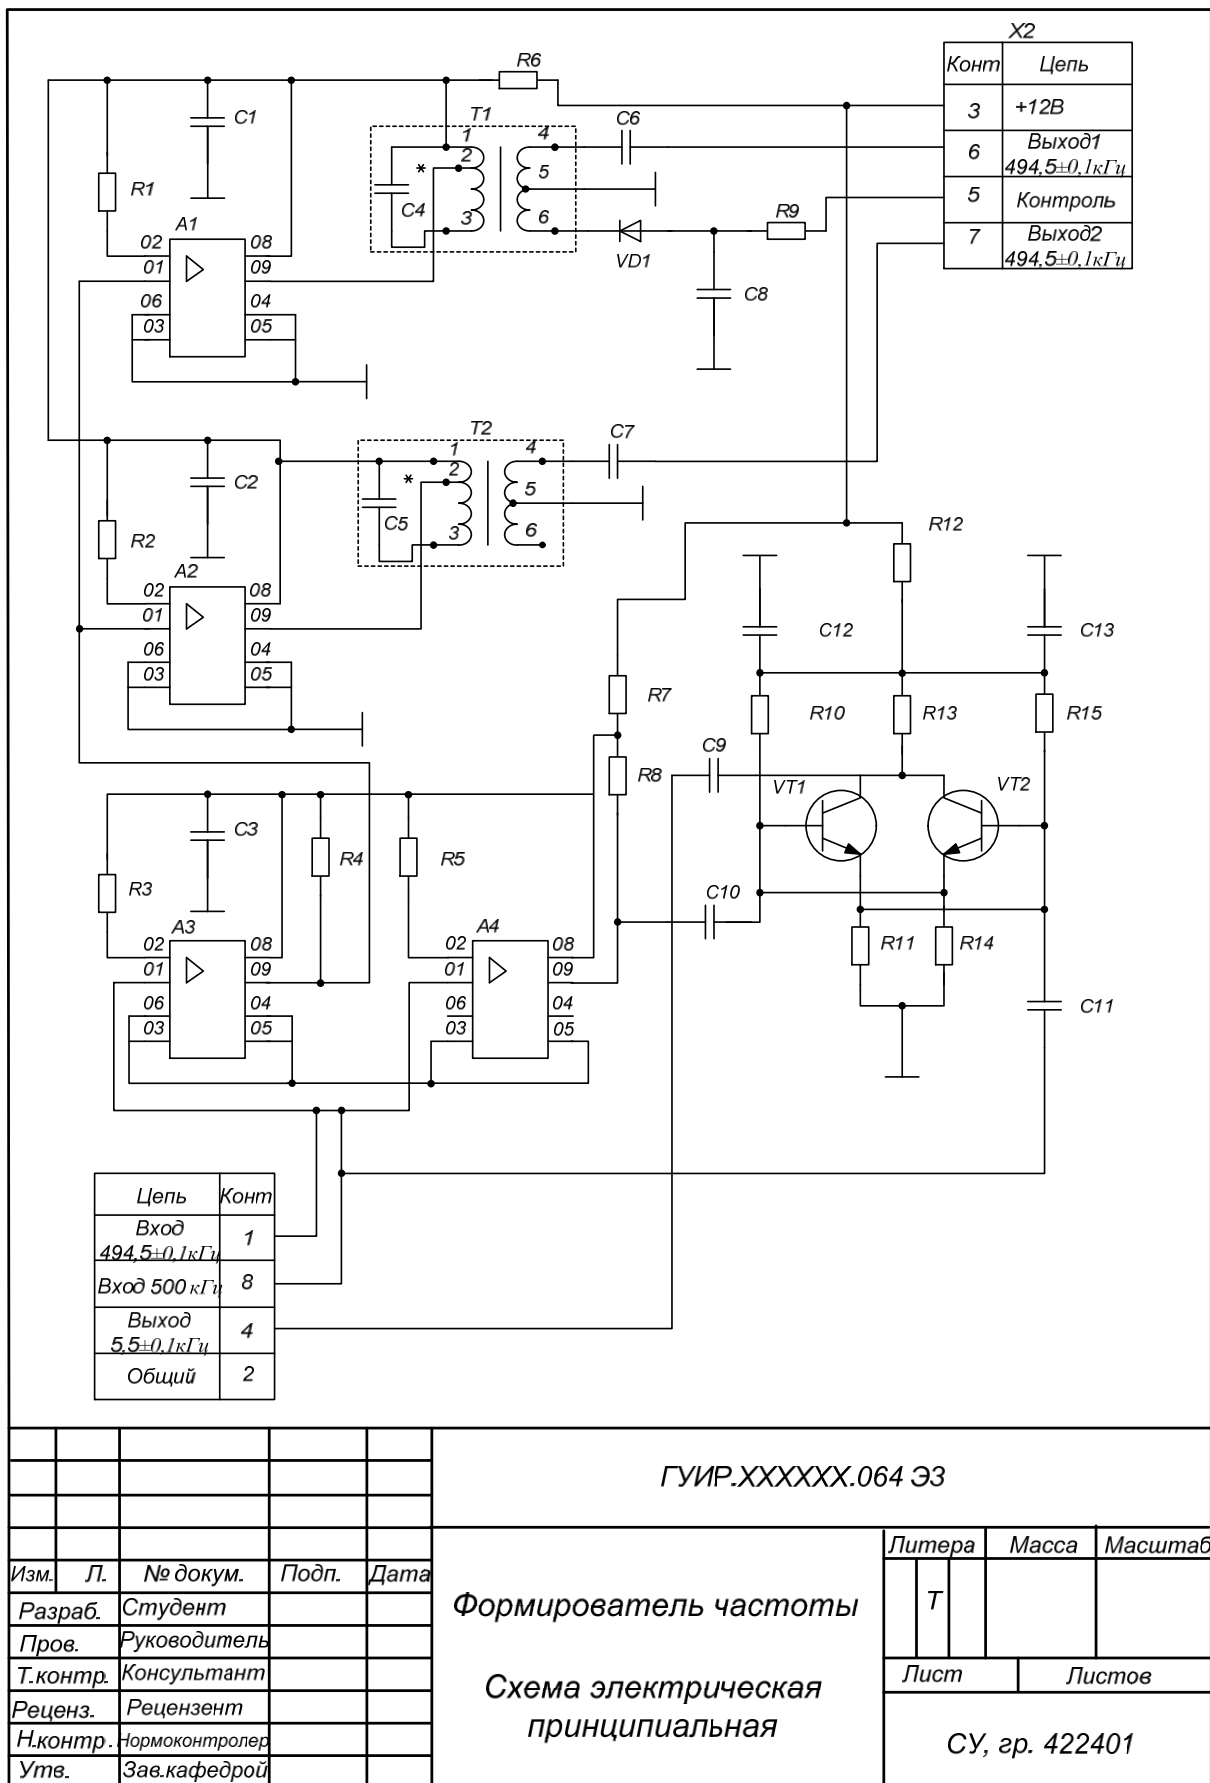 X2
Конт Цепь
3 +12В
6 Выход1
494,5±0,1кГц
5 Контроль
7 Выход2
494,5±0,1кГц
R6
C1
T1
C6
1
2
3
4
5
6
*
C4
R1
A1
02 08
01 09
06 04
03 05
VD1
R9
C8
T2
C7
1
2
3
4
5
6
*
C5
C2
R2
A2
02 08
01 09
06 04
03 05
R12
C12
C13
R7
R10
R13
R15
C9
R8
VT1
VT2
C3
R4
R5
R3
C10
A3
02 08
01 09
06 04
03 05
A4
02 08
01 09
06 04
03 05
R11
R14
C11
Цепь Конт
Вход
494,5±0,1кГц 1
Вход 500 кГц 8
Выход
5,5±0,1кГц 4
Общий 2
ГУИР.ХХХХХХ.064 Э3
Изм. Л. № докум. Подп. Дата
Разраб. Студент
Пров. Руководитель
Т.контр. Консультант
Реценз. Рецензент
Н.контр. Нормоконтролер
Утв. Зав.кафедрой
Формирователь частоты
Схема электрическая
принципиальная
Литера Масса Масштаб
Т
Лист Листов
СУ, гр. 422401